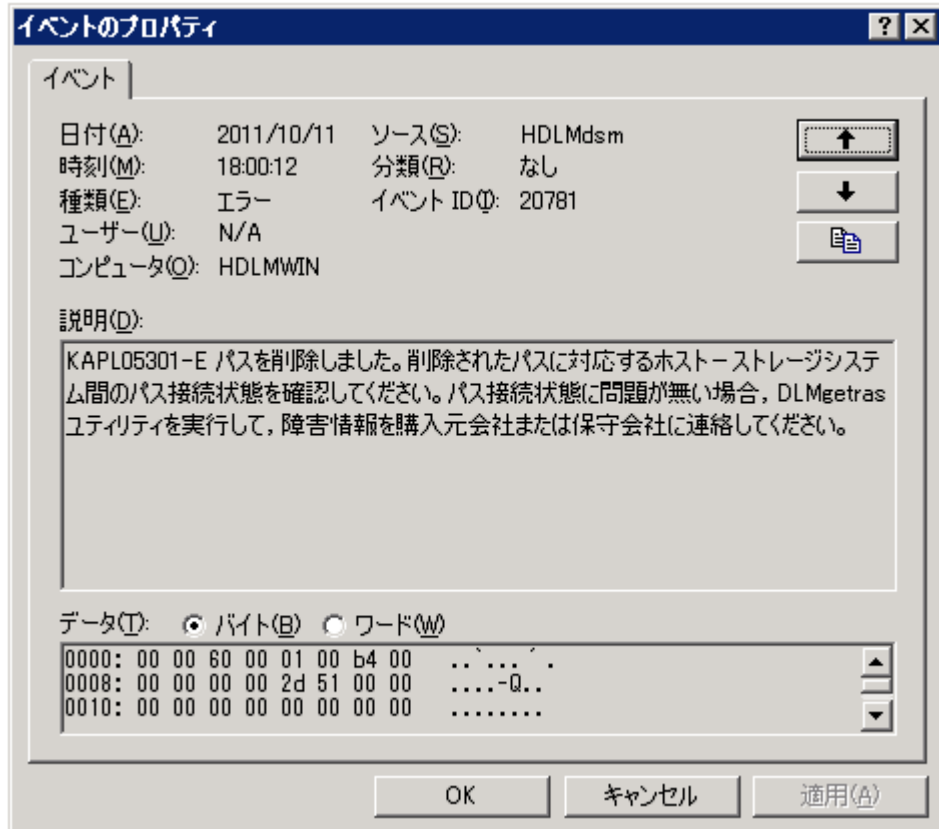 イベントのプロパティ
イベント
日付(A): 2011/10/11 ソース(S): HDLMdsm
時刻(M): 18:00:12 分類(R): なし
種類(E): エラー イベント ID(I): 20781
ユーザー(U): N/A
コンピュータ(O): HDLMWIN
説明(D):
KAPL05301-E パスを削除しました。削除されたパスに対応するホスト－ストレージシステ
ム間のパス接続状態を確認してください。パス接続状態に問題が無い場合，DLMgetras
ユティリティを実行して，障害情報を購入元会社または保守会社に連絡してください。
データ(T): バイト(B) ワード(W)
0000: 00 00 60 00 01 00 b4 00 ..`...´.
0008: 00 00 00 00 2d 51 00 00 ....-Q..
0010: 00 00 00 00 00 00 00 00 ........
OK キャンセル 適用(A)